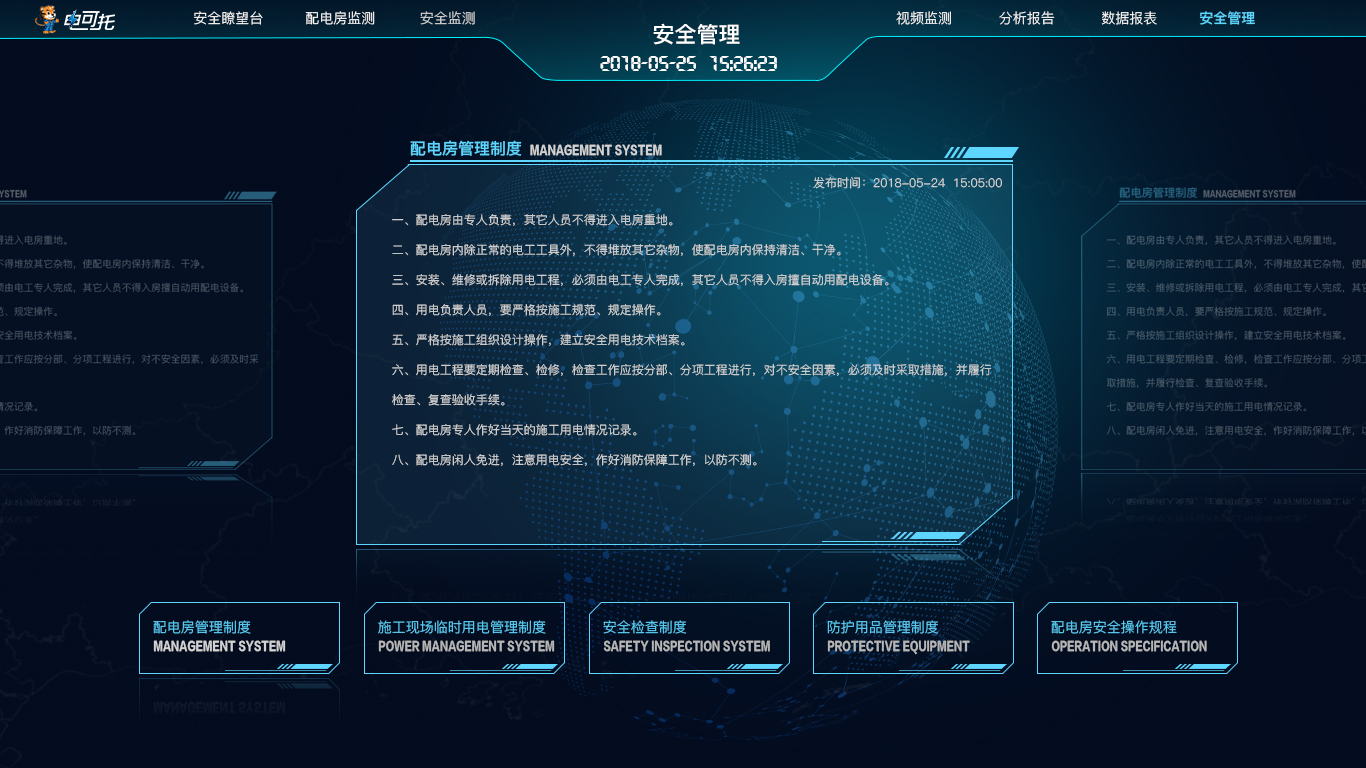 电可托
安全瞭望台
配电房监测
安全监测
安全管理
2018-05-25 15:26:23
视频监测
分析报告
数据报表
安全管理
配电房管理制度 MANAGEMENT SYSTEM
发布时间：2018-05-24 15:05:00
一、配电房由专人负责，其它人员不得进入电房重地。
二、配电房内除正常的电工工具外，不得堆放其它杂物，使配电房内保持清洁、干净。
三、安装、维修或拆除用电工程，必须由电工专人完成，其它人员不得入房擅自动用配电设备。
四、用电负责人员，要严格按施工规范、规定操作。
五、严格按施工组织设计操作，建立安全用电技术档案。
六、用电工程要定期检查、检修，检查工作应按分部、分项工程进行，对不安全因素，必须及时采取措施，并履行
检查、复查验收手续。
七、配电房专人作好当天的施工用电情况记录。
八、配电房闲人免进，注意用电安全，作好消防保障工作，以防不测。
YSTEM
得进入电房重地。
不得堆放其它杂物，使配电房内保持清洁、干净。
须由电工专人完成，其它人员不得入房擅自动用配电设备。
范、规定操作。
安全用电技术档案。
查工作应按分部、分项工程进行，对不安全因素，必须及时采
情况记录。
作好消防保障工作，以防不测。
配电房管理制度 MANAGEMENT SYSTEM
一、配电房由专人负责，其它人员不得进入电房重地。
二、配电房内除正常的电工工具外，不得堆放其它杂物，使配
三、安装、维修或拆除用电工程，必须由电工专人完成，其它
四、用电负责人员，要严格按施工规范、规定操作。
五、严格按施工组织设计操作，建立安全用电技术档案。
六、用电工程要定期检查、检修，检查工作应按分部、分项工
取措施，并履行检查、复查验收手续。
七、配电房专人作好当天的施工用电情况记录。
八、配电房闲人免进，注意用电安全，作好消防保障工作，以
配电房管理制度
MANAGEMENT SYSTEM
施工现场临时用电管理制度
POWER MANAGEMENT SYSTEM
安全检查制度
SAFETY INSPECTION SYSTEM
防护用品管理制度
PROTECTIVE EQUIPMENT
配电房安全操作规程
OPERATION SPECIFICATION